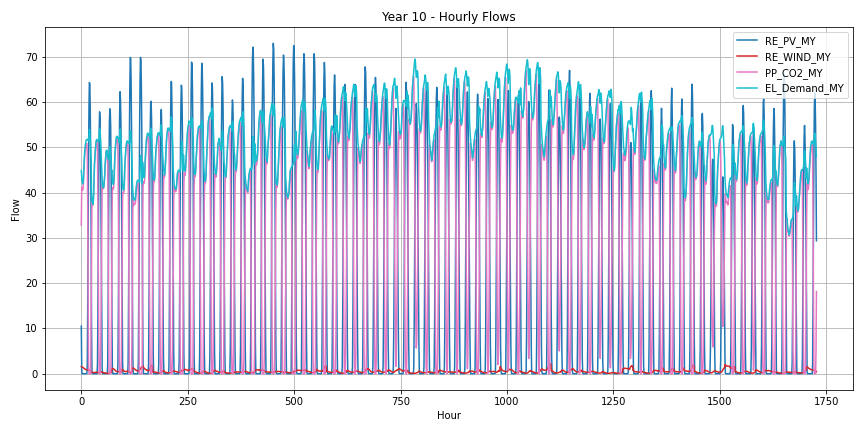 Year 10 - Hourly Flows
RE_PV_MY
RE_WIND_MY
PP_CO2_MY
EL_Demand_MY
Flow
70
60
50
40
30
20
10
0
0
250
500
750
1000
1250
1500
1750
Hour